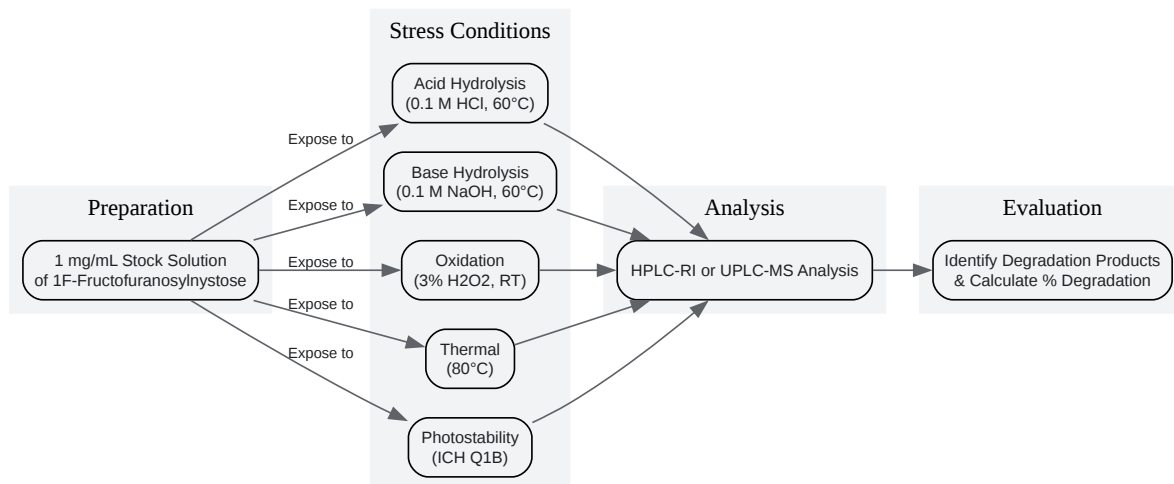 Preparation
1 mg/mL Stock Solution
of 1F-Fructofuranosylnystose
Expose to
Expose to
Expose to
Expose to
Expose to
Stress Conditions
Acid Hydrolysis
(0.1 M HCl, 60°C)
Base Hydrolysis
(0.1 M NaOH, 60°C)
Oxidation
(3% H2O2, RT)
Thermal
(80°C)
Photostability
(ICH Q1B)
Analysis
HPLC-RI or UPLC-MS Analysis
Evaluation
Identify Degradation Products
& Calculate % Degradation